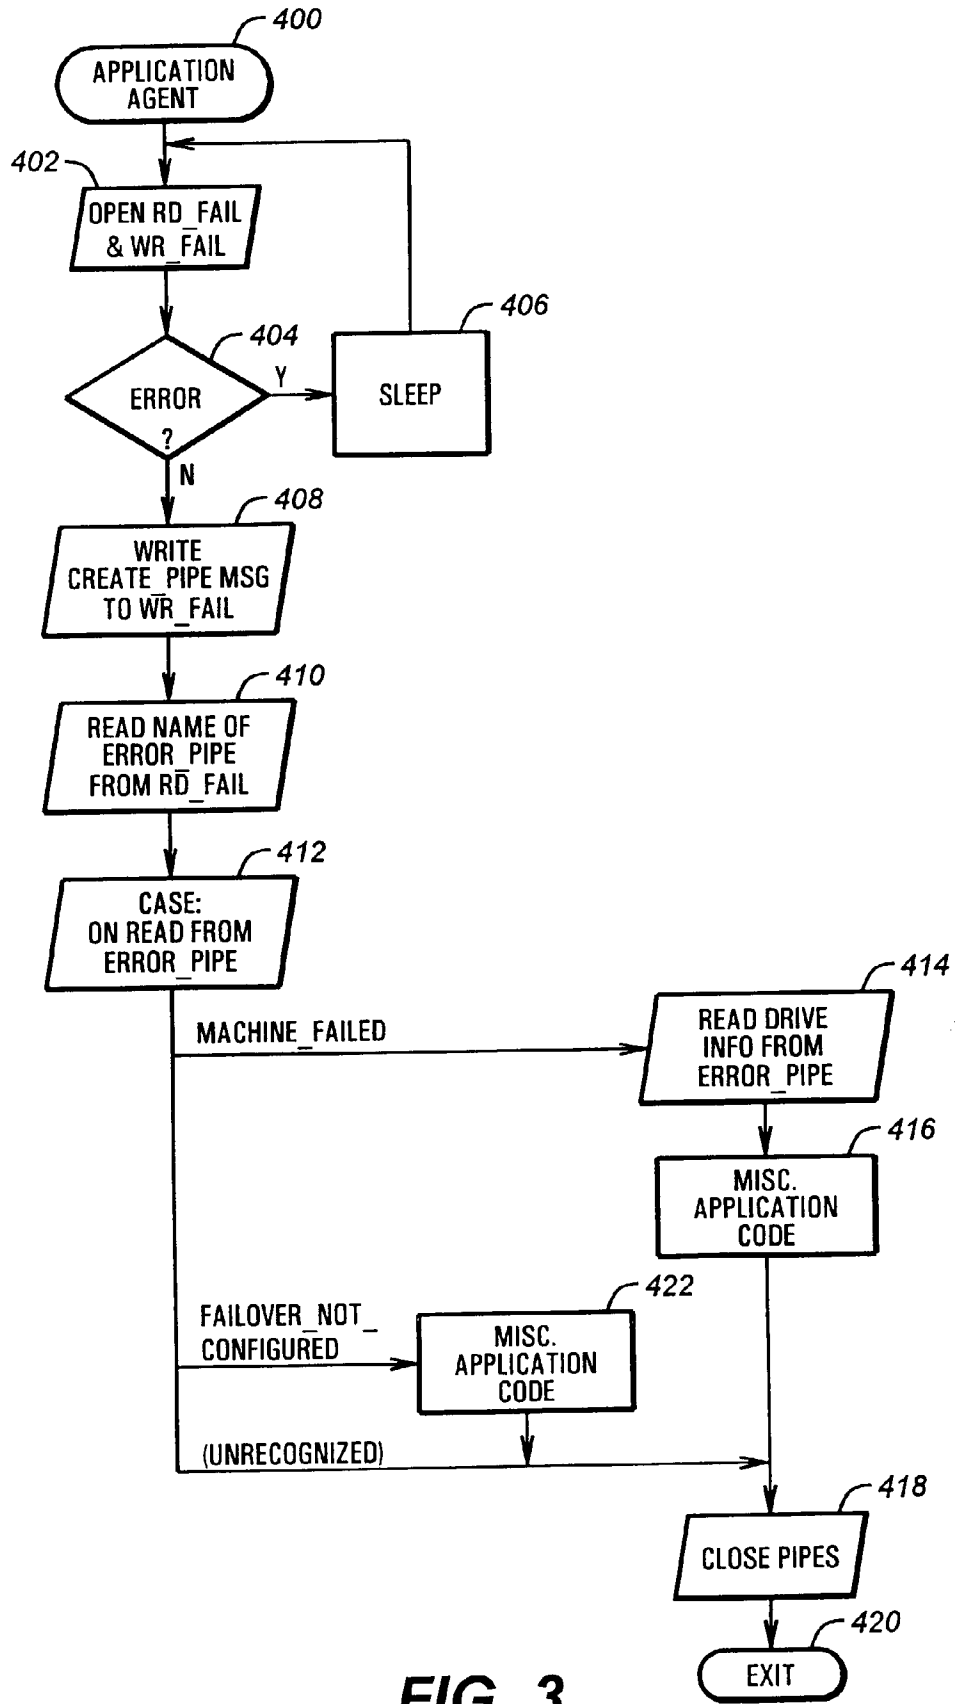 400
APPLICATION
AGENT
402
OPEN RD_FAIL
& WR_FAIL
404
ERROR
?
Y
N
406
SLEEP
408
WRITE
CREATE_PIPE MSG
TO WR_FAIL
410
READ NAME OF
ERROR_PIPE
FROM RD_FAIL
412
CASE:
ON READ FROM
ERROR_PIPE
MACHINE_FAILED
414
READ DRIVE
INFO FROM
ERROR_PIPE
416
MISC.
APPLICATION
CODE
FAILOVER_NOT_
CONFIGURED
422
MISC.
APPLICATION
CODE
(UNRECOGNIZED)
418
CLOSE PIPES
420
EXIT
FIG. 3